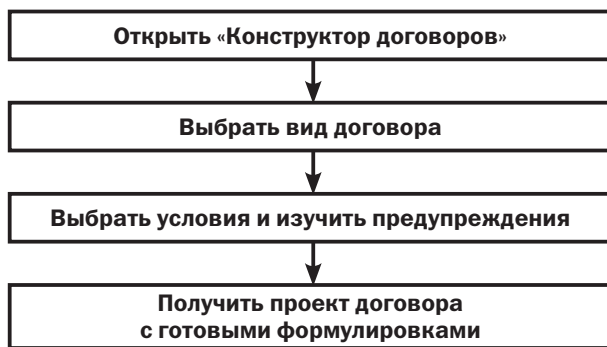 Открыть «Конструктор договоров»
Выбрать вид договора
Выбрать условия и изучить предупреждения
Получить проект договора
с готовыми формулировками